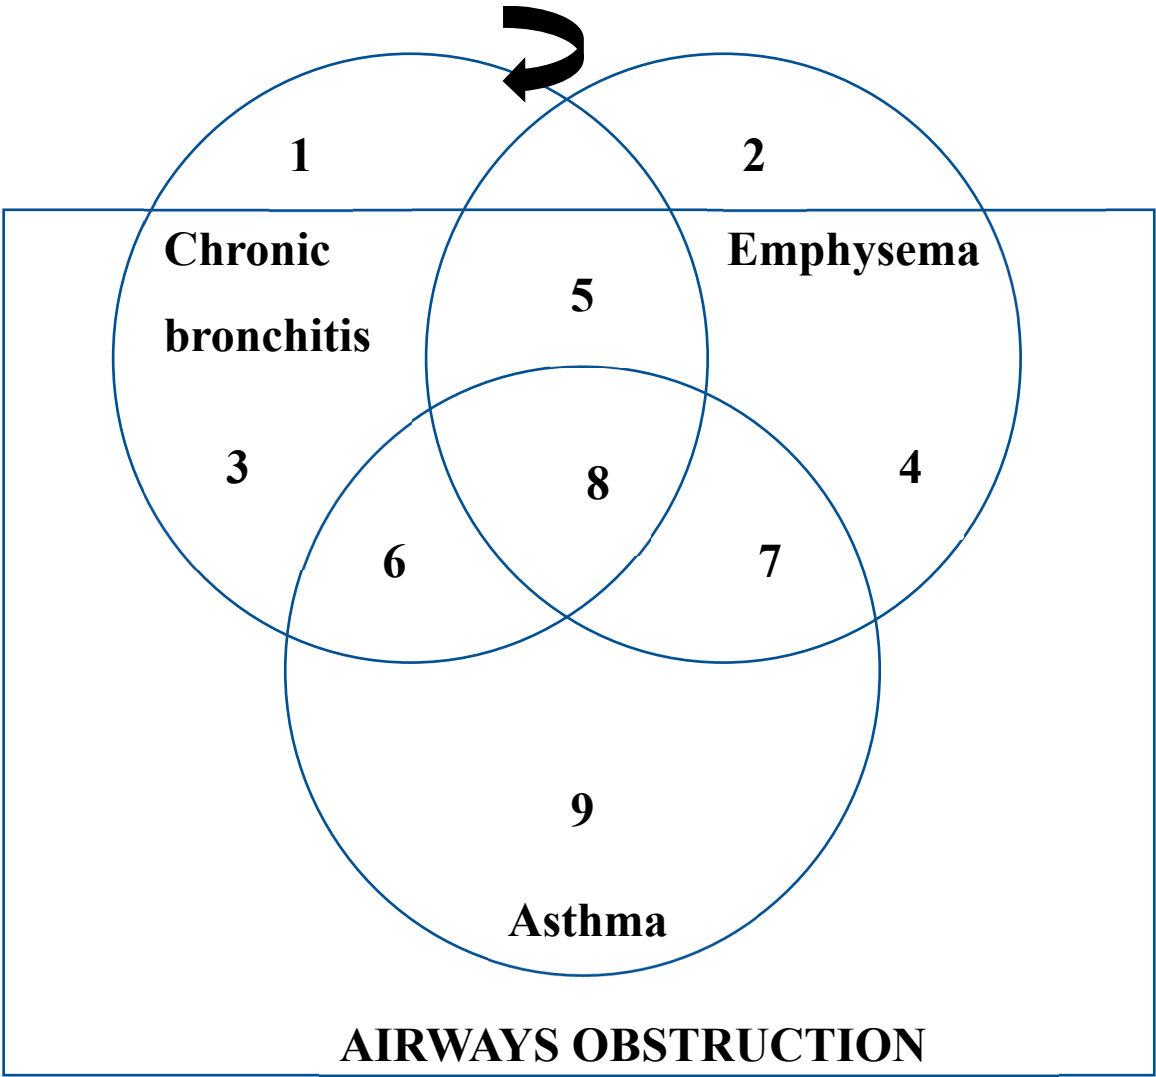 1
2
Chronic
bronchitis
Emphysema
5
3
4
8
6
7
9
Asthma
AIRWAYS OBSTRUCTION